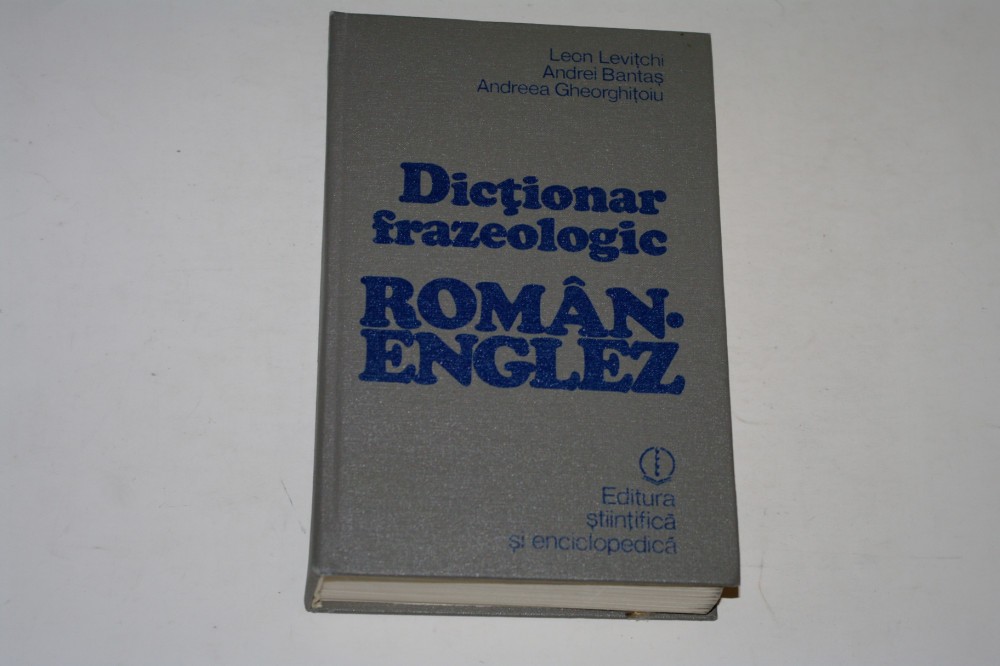 Leon Levițchi
Andrei Bantaș
Andreea Gheorghițoiu
Dicționar
frazeologic
ROMÂN-
ENGLEZ
Editura
științifică
și enciclopedică